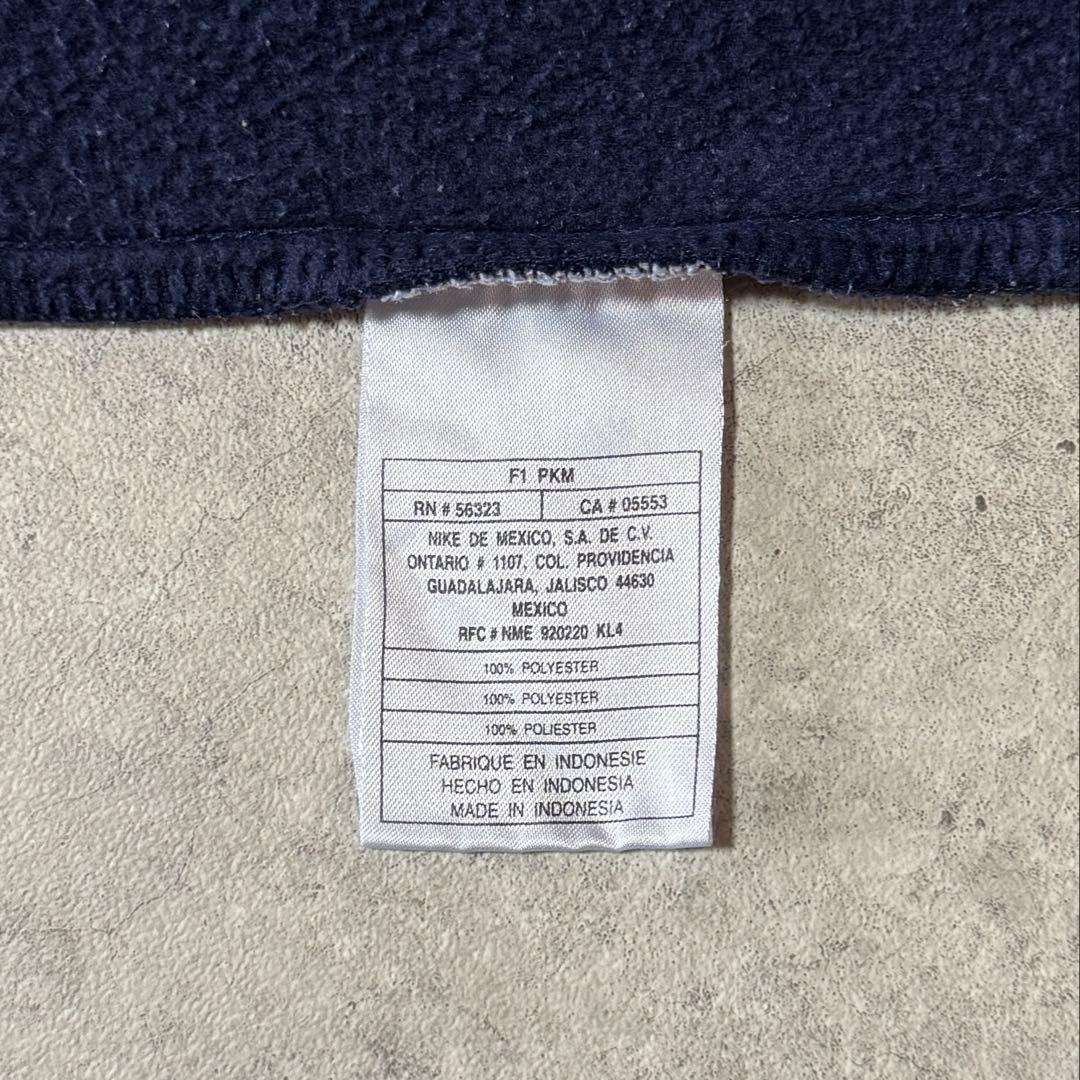 F1 PKM
RN # 56323 CA # 05553
NIKE DE MEXICO, S.A. DE C.V.
ONTARIO # 1107, COL. PROVIDENCIA
GUADALAJARA, JALISCO 44630
MEXICO
RFC # NME 920220 KL4
100% POLYESTER
100% POLYESTER
100% POLIESTER
FABRIQUE EN INDONESIE
HECHO EN INDONESIA
MADE IN INDONESIA